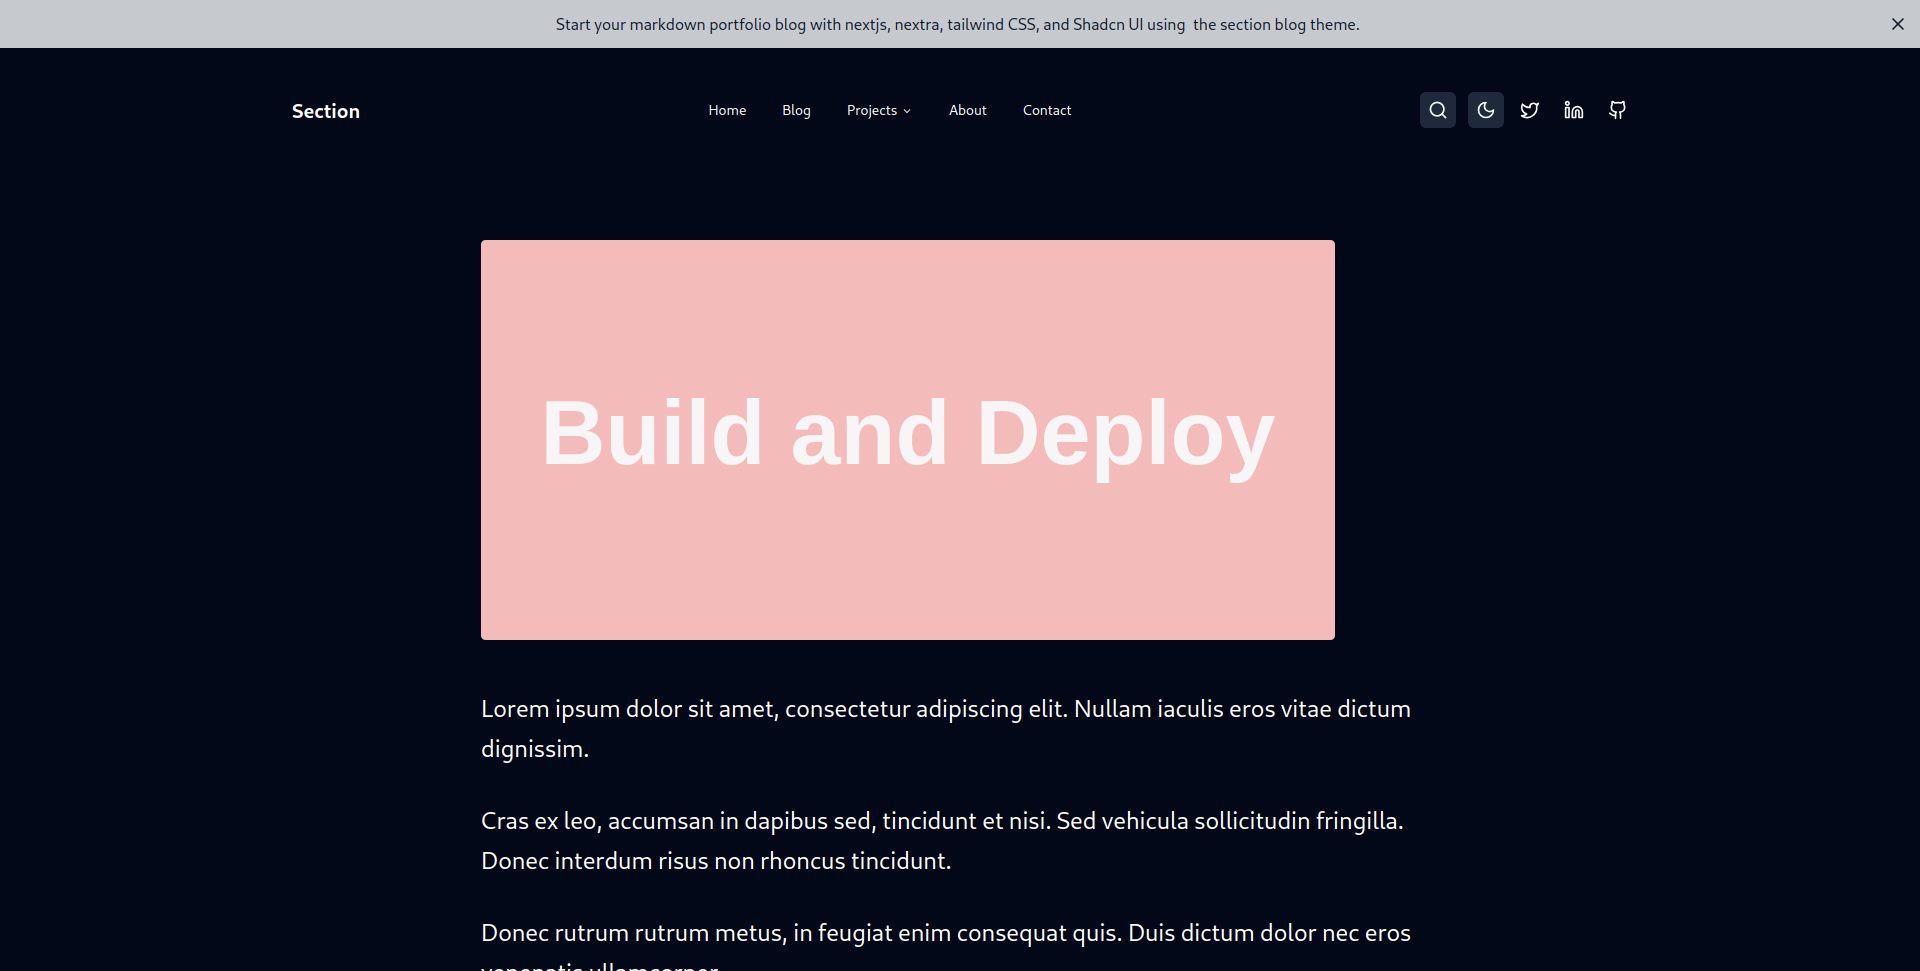 Start your markdown portfolio blog with nextjs, nextra, tailwind CSS, and Shadcn UI using  the section blog theme.
Section
Home
Blog
Projects
About
Contact
Build and Deploy
Lorem ipsum dolor sit amet, consectetur adipiscing elit. Nullam iaculis eros vitae dictum
dignissim.
Cras ex leo, accumsan in dapibus sed, tincidunt et nisi. Sed vehicula sollicitudin fringilla.
Donec interdum risus non rhoncus tincidunt.
Donec rutrum rutrum metus, in feugiat enim consequat quis. Duis dictum dolor nec eros